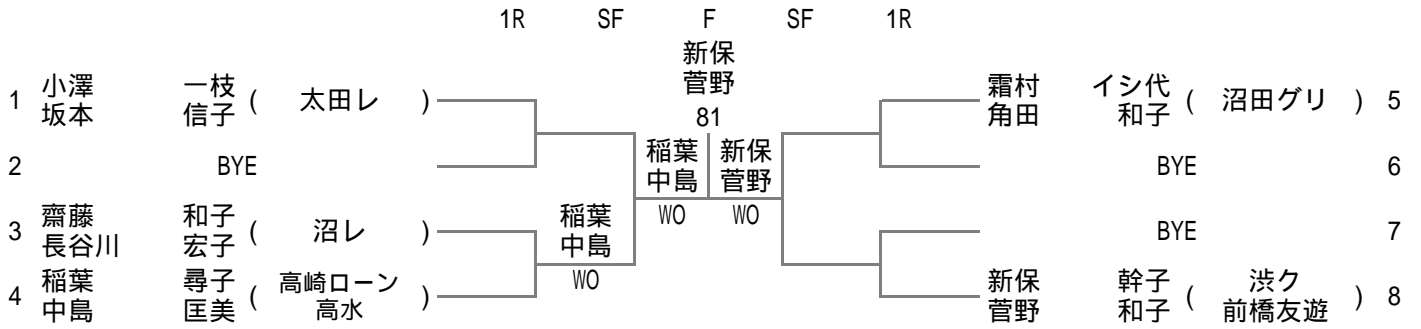 1R SF F SF 1R
新保
菅野
81
1 小澤 一枝 ( 太田レ )
坂本 信子
2 BYE
3 齋藤 和子 ( 沼レ )
長谷川 宏子
4 稲葉 尋子 ( 高崎ローン )
中島 匡美 高水
稲葉
中島
WO
稲葉
中島
WO
新保
菅野
WO
霜村 イシ代 ( 沼田グリ ) 5
角田 和子
BYE 6
BYE 7
新保 幹子 ( 渋ク ) 8
菅野 和子 前橋友遊